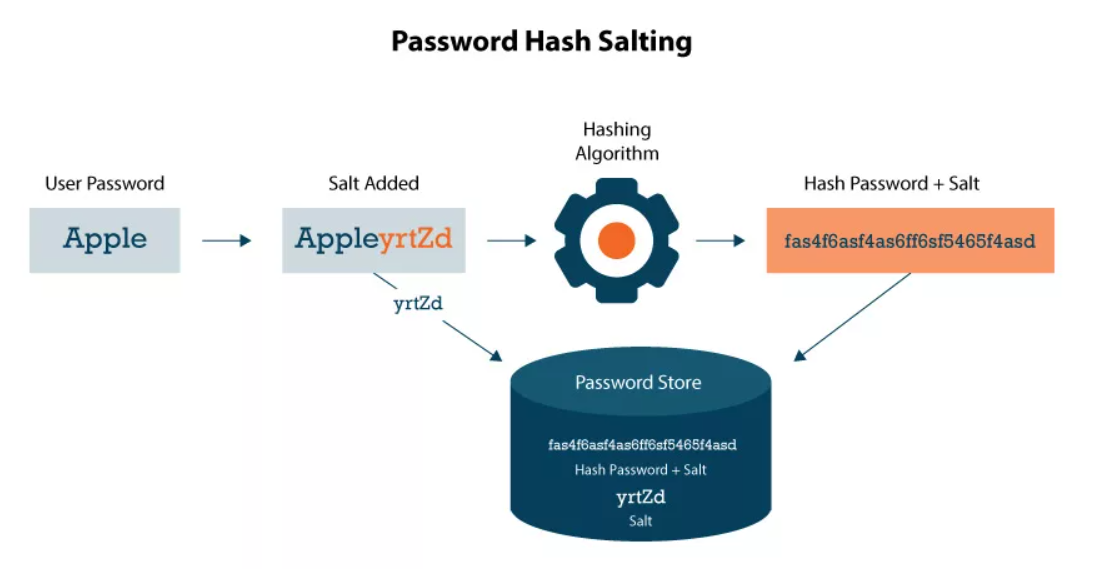 Password Hash Salting
Hashing
Algorithm
User Password
Salt Added
Hash Password + Salt
Apple
AppleyrtZd
fas4f6asf4as6ff6sf5465f4asd
yrtZd
Password Store
fas4f6asf4as6ff6sf5465f4asd
Hash Password + Salt
yrtZd
Salt